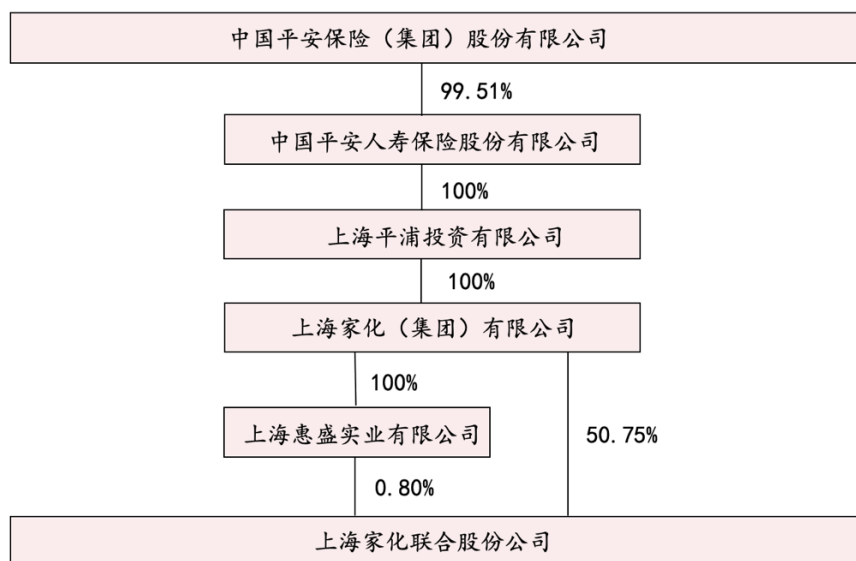 中国平安保险（集团）股份有限公司
99.51%
中国平安人寿保险股份有限公司
100%
上海平浦投资有限公司
100%
上海家化（集团）有限公司
100%
上海惠盛实业有限公司
50.75%
0.80%
上海家化联合股份公司